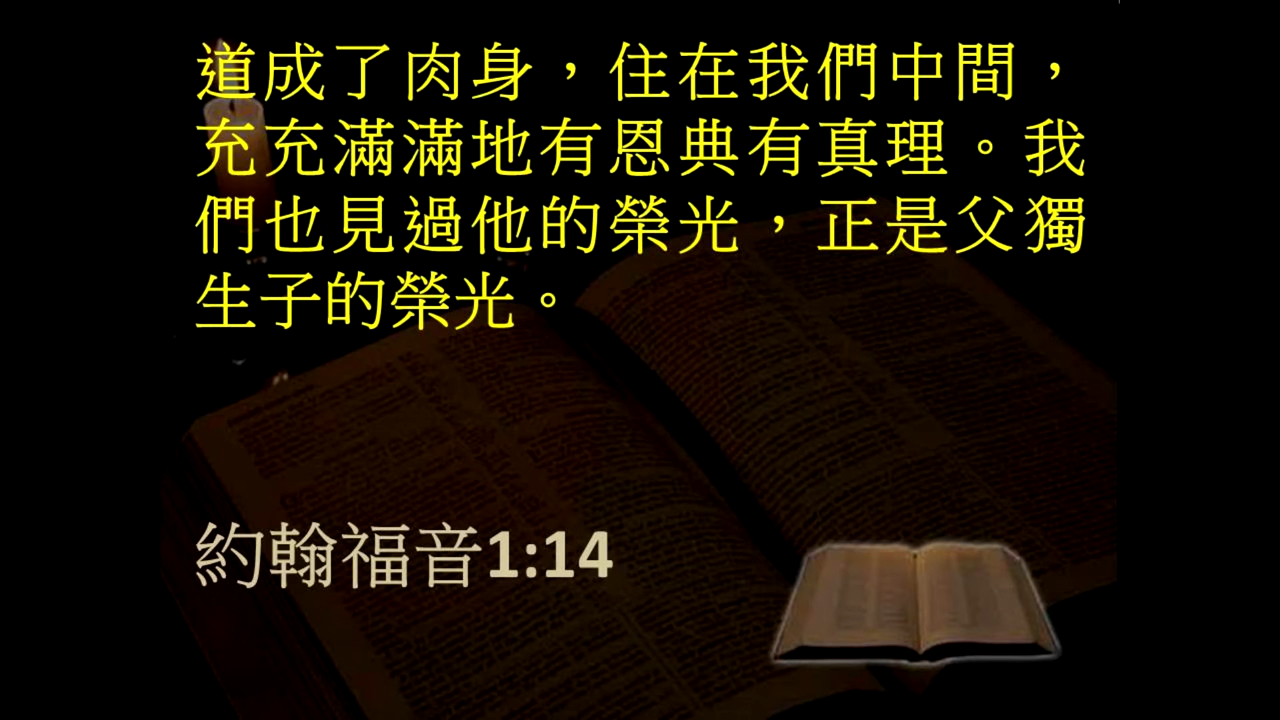 道成了肉身，住在我們中間，
充充滿滿地有恩典有真理。我
們也見過他的榮光，正是父獨
生子的榮光。
約翰福音1:14